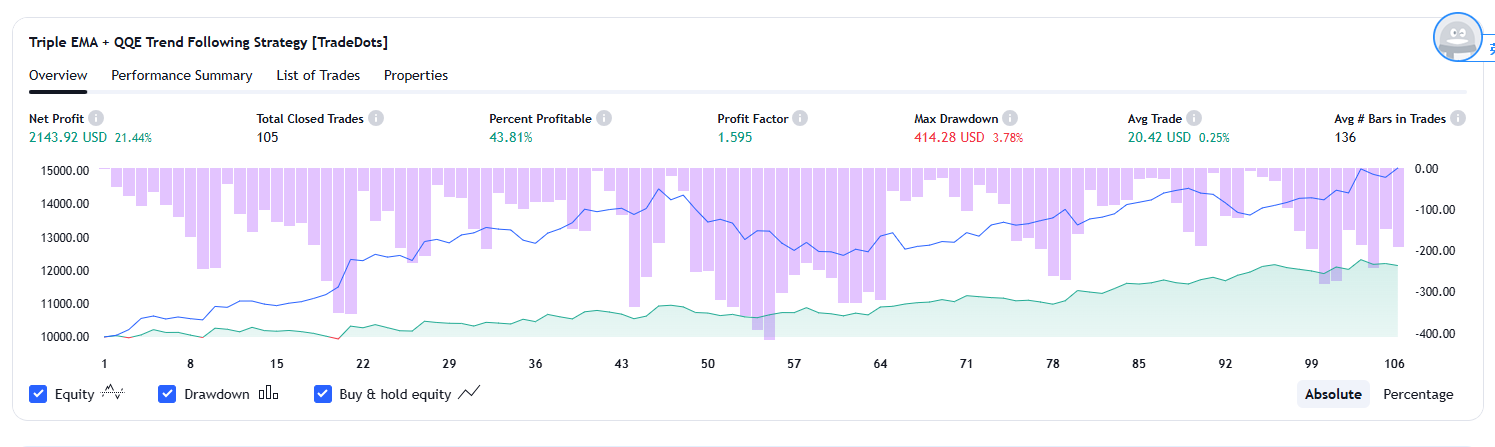 Triple EMA + QQE Trend Following Strategy [TradeDots]
Overview Performance Summary List of Trades Properties
Net Profit Total Closed Trades Percent Profitable Profit Factor Max Drawdown Avg Trade Avg # Bars in Trades
2143.92 USD 21.44% 105 43.81% 1.595 414.28 USD 3.78% 20.42 USD 0.25% 136
15000.00 0.00
14000.00 -100.00
13000.00 -200.00
12000.00
11000.00 -300.00
10000.00 -400.00
1 8 15 22 29 36 43 50 57 64 71 78 85 92 99 106
Equity Drawdown Buy & hold equity Absolute Percentage